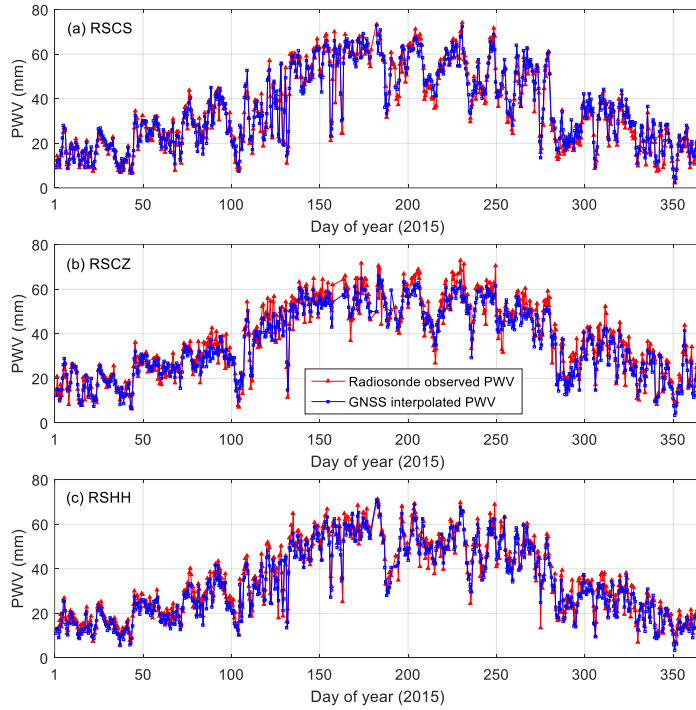 (a) RSCS
PWV (mm)
80
60
40
20
0
1 50 100 150 200 250 300 350
Day of year (2015)
(b) RSCZ
PWV (mm)
80
60
40
20
0
Radiosonde observed PWV
GNSS interpolated PWV
1 50 100 150 200 250 300 350
Day of year (2015)
(c) RSHH
PWV (mm)
80
60
40
20
0
1 50 100 150 200 250 300 350
Day of year (2015)